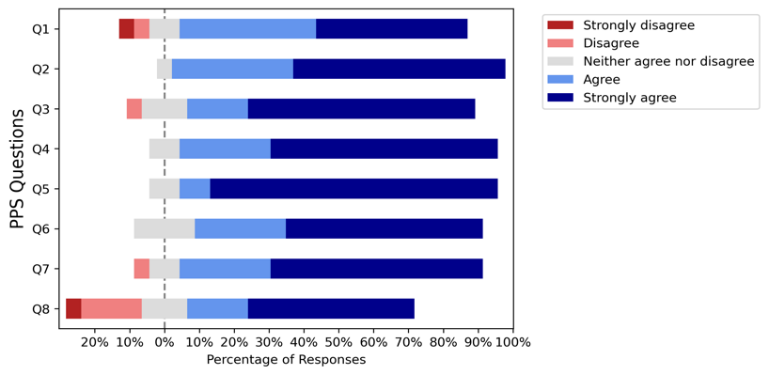 Q1
Q2
Q3
Q4
Q5
Q6
Q7
Q8
PPS Questions
20% 10% 0% 10% 20% 30% 40% 50% 60% 70% 80% 90% 100%
Percentage of Responses
Strongly disagree
Disagree
Neither agree nor disagree
Agree
Strongly agree